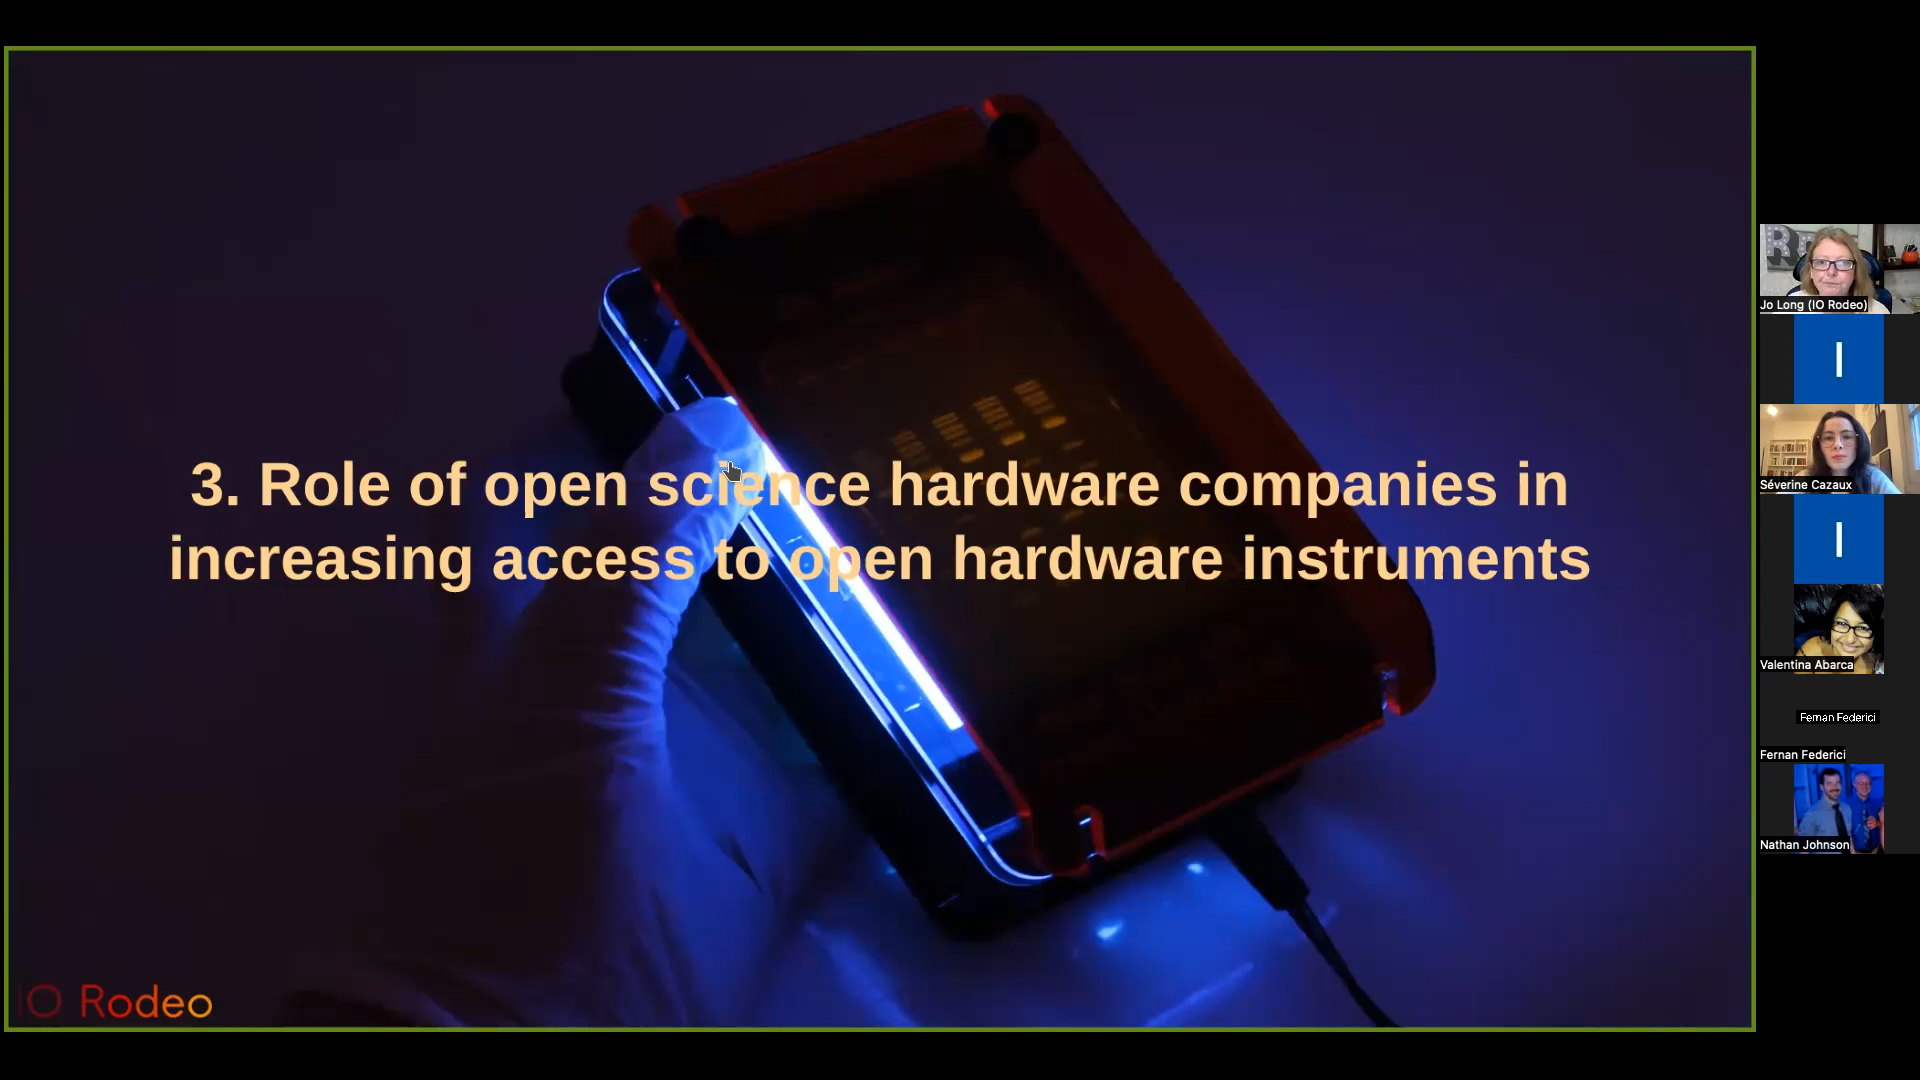 3. Role of open science hardware companies in
increasing access to open hardware instruments
IO Rodeo
Jo Long (IO Rodeo)
I
Séverine Cazaux
I
Valentina Abarca
Fernan Federici
Fernan Federici
Nathan Johnson